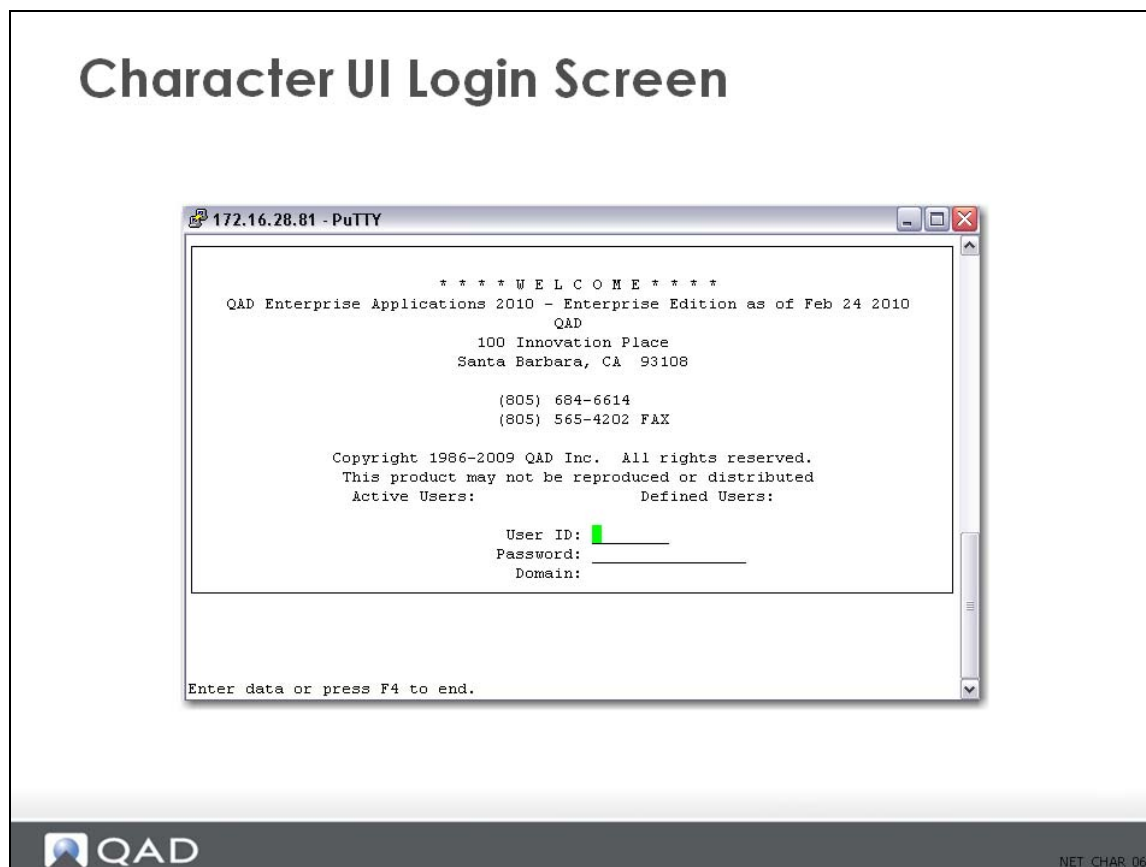 Character UI Login Screen
172.16.28.81 - PuTTY
* * * * W E L C O M E * * * *
QAD Enterprise Applications 2010 - Enterprise Edition as of Feb 24 2010
QAD
100 Innovation Place
Santa Barbara, CA  93108
(805) 684-6614
(805) 565-4202 FAX
Copyright 1986-2009 QAD Inc.  All rights reserved.
This product may not be reproduced or distributed
Active Users:                 Defined Users:
User ID:
Password:
Domain:
Enter data or press F4 to end.
QAD
NET_CHAR_06